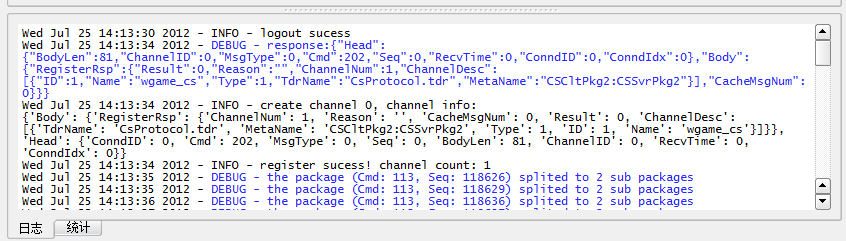 Wed Jul 25 14:13:30 2012 - INFO - logout sucess
Wed Jul 25 14:13:34 2012 - DEBUG - response:{"Head":
{"BodyLen":81,"ChannelID":0,"MsgType":0,"Cmd":202,"Seq":0,"RecvTime":0,"ConndID":0,"ConndIdx":0},"Body":
{"RegisterRsp":{"Result":0,"Reason":"","ChannelNum":1,"ChannelDesc":
[{"ID":1,"Name":"wgame_cs","Type":1,"TdrName":"CsProtocol.tdr","MetaName":"CSCltPkg2:CSSvrPkg2"}],"CacheMsgNum":
0}}}
Wed Jul 25 14:13:34 2012 - INFO - create channel 0, channel info:
{'Body': {'RegisterRsp': {'ChannelNum': 1, 'Reason': '', 'CacheMsgNum': 0, 'Result': 0, 'ChannelDesc':
[{'TdrName': 'CsProtocol.tdr', 'MetaName': 'CSCltPkg2:CSSvrPkg2', 'Type': 1, 'ID': 1, 'Name': 'wgame_cs'}]}},
'Head': {'ConndID': 0, 'Cmd': 202, 'MsgType': 0, 'Seq': 0, 'BodyLen': 81, 'ChannelID': 0, 'RecvTime': 0,
'ConndIdx': 0}}
Wed Jul 25 14:13:34 2012 - INFO - register sucess! channel count: 1
Wed Jul 25 14:13:35 2012 - DEBUG - the package (Cmd: 113, Seq: 118626) splited to 2 sub packages
Wed Jul 25 14:13:35 2012 - DEBUG - the package (Cmd: 113, Seq: 118629) splited to 2 sub packages
Wed Jul 25 14:13:36 2012 - DEBUG - the package (Cmd: 113, Seq: 118636) splited to 2 sub packages
日志 统计